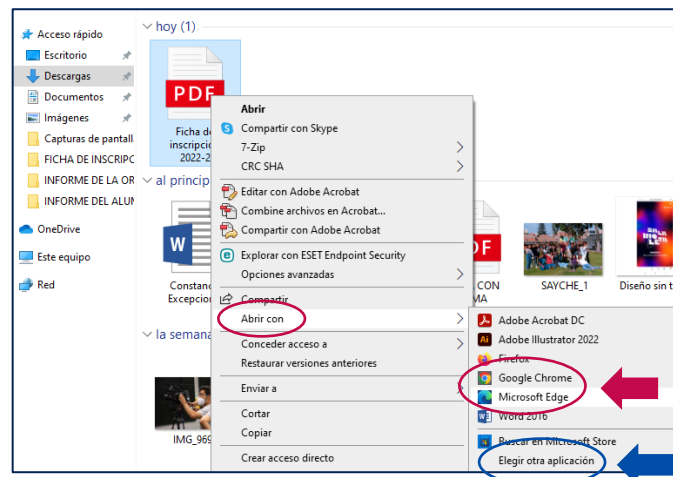 Acceso rápido
Escritorio
Descargas
Documentos
Imágenes
Capturas de pantall
FICHA DE INSCRIPC
INFORME DE LA OR
INFORME DEL ALUM
OneDrive
Este equipo
Red
hoy (1)
PDF
Ficha de
inscripció
2022-2
al princip
Constanc
Excepcion
CON
MA
SAYCHE_1
Diseño sin t
la semana
IMG_969
Abrir
Compartir con Skype
7-Zip
CRC SHA
Editar con Adobe Acrobat
Combine archivos en Acrobat...
Compartir con Adobe Acrobat
Explorar con ESET Endpoint Security
Opciones avanzadas
Compartir
Abrir con
Conceder acceso a
Restaurar versiones anteriores
Enviar a
Cortar
Copiar
Crear acceso directo
Adobe Acrobat DC
Adobe Illustrator 2022
Firefox
Google Chrome
Microsoft Edge
Word 2016
Buscar en Microsoft Store
Elegir otra aplicación